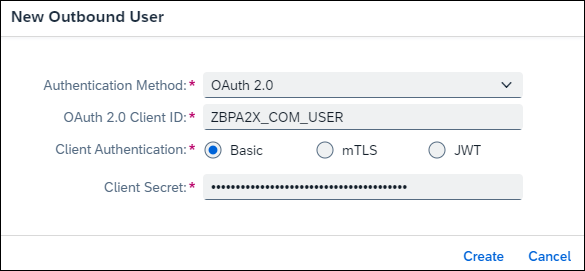 New Outbound User
Authentication Method:* OAuth 2.0
OAuth 2.0 Client ID:* ZBPA2X_COM_USER
Client Authentication:* Basic mTLS JWT
Client Secret:* ••••••••••••••••••••••••••••••••••••••••
Create Cancel